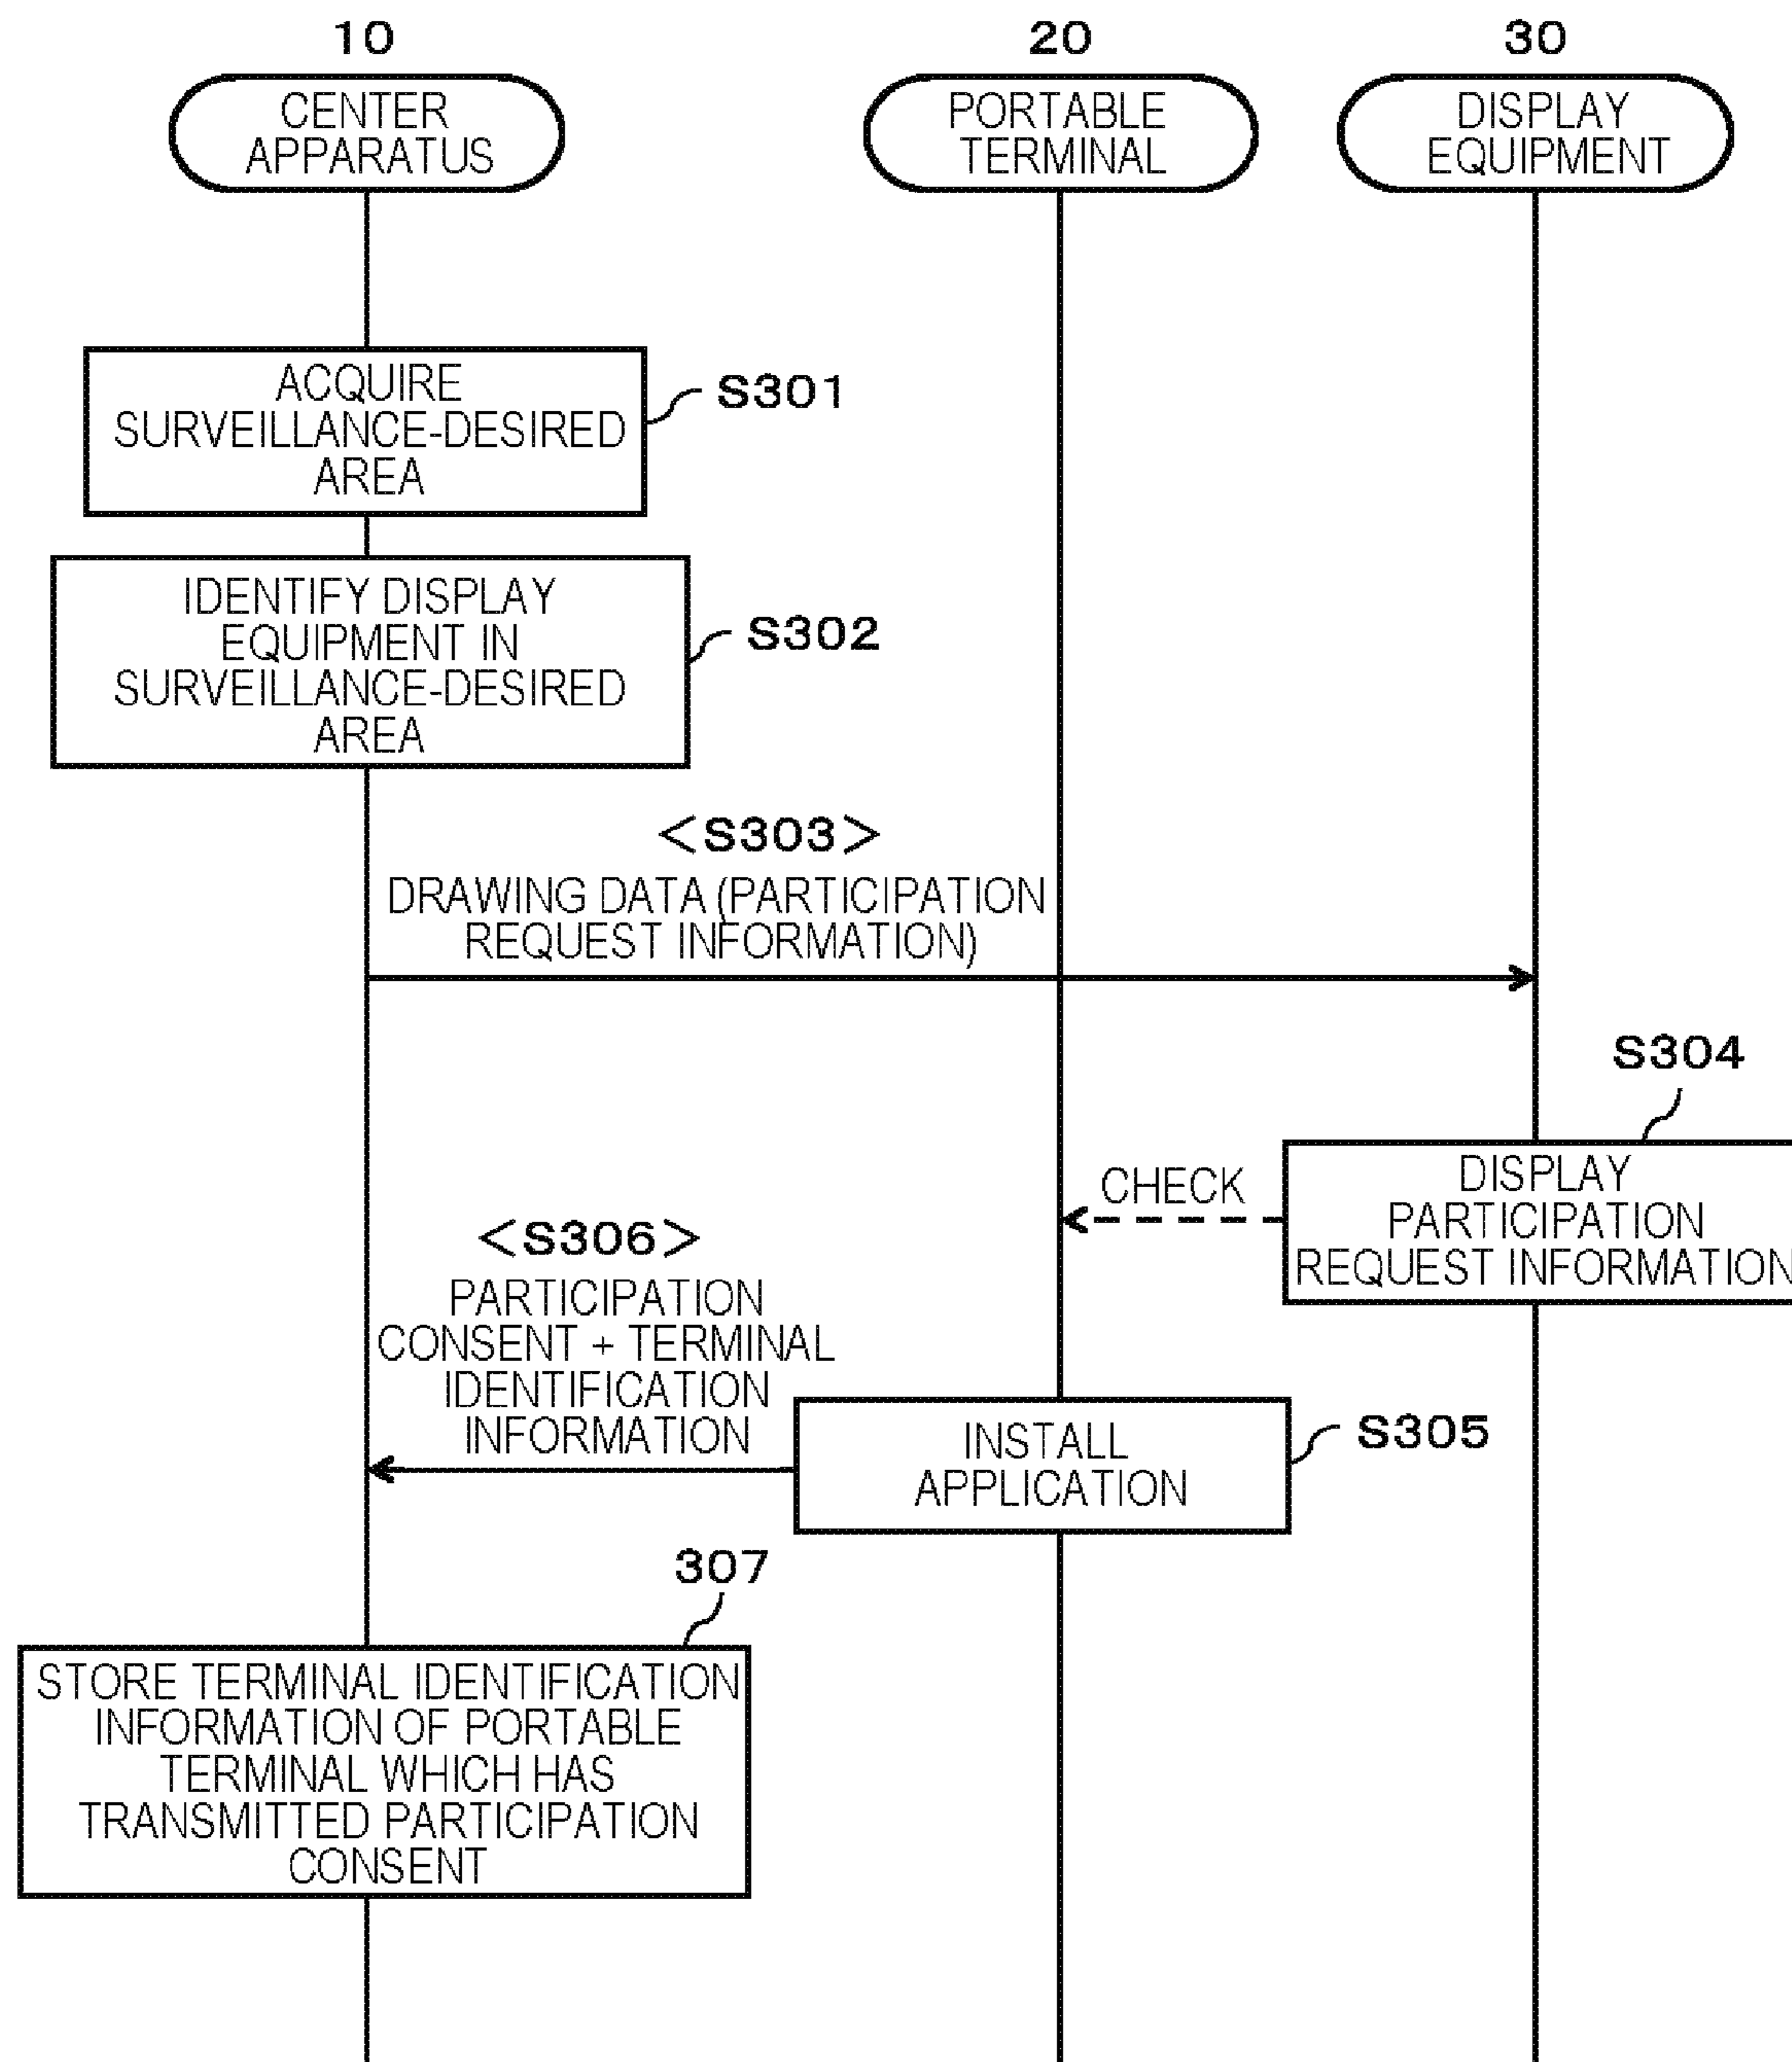 10
20
30
CENTER
APPARATUS
PORTABLE
TERMINAL
DISPLAY
EQUIPMENT
ACQUIRE
SURVEILLANCE-DESIRED
AREA
S301
IDENTIFY DISPLAY
EQUIPMENT IN
SURVEILLANCE-DESIRED
AREA
S302
<S303>
DRAWING DATA (PARTICIPATION
REQUEST INFORMATION)
S304
DISPLAY
PARTICIPATION
REQUEST INFORMATION
CHECK
<S306>
PARTICIPATION
CONSENT + TERMINAL
IDENTIFICATION
INFORMATION
INSTALL
APPLICATION
S305
307
STORE TERMINAL IDENTIFICATION
INFORMATION OF PORTABLE
TERMINAL WHICH HAS
TRANSMITTED PARTICIPATION
CONSENT